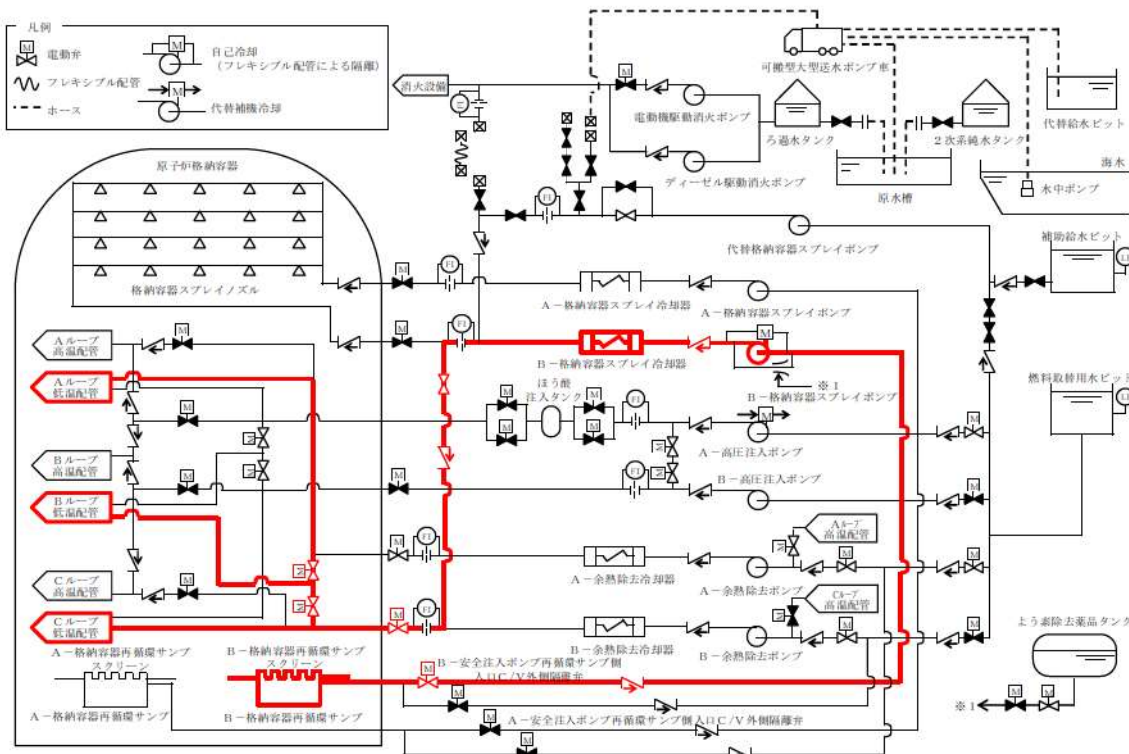 凡例
電動弁
自己冷却
(フレキシブル配管による隔離)
フレキシブル配管
ホース
代替補機冷却
M
M
M
消火設備
FI
M
電動機駆動消火ポンプ
ディーゼル駆動消火ポンプ
可搬型大型送水ポンプ車
ろ過水タンク
2次系純水タンク
原水槽
代替給水ピット
海水
水中ポンプ
原子炉格納容器
格納容器スプレイノズル
FI
代替格納容器スプレイポンプ
補助給水ピット
M
FI
A-格納容器スプレイ冷却器
A-格納容器スプレイポンプ
M
FI
B-格納容器スプレイ冷却器
M
※1
B-格納容器スプレイポンプ
燃料取替用水ピット
Aループ
高温配管
M
Aループ
低温配管
ほう酸
注入タンク
M
M
M
M
M
FI
M
A-高圧注入ポンプ
M
Bループ
高温配管
M
M
M
M
M
M
FI
B-高圧注入ポンプ
M
Bループ
低温配管
Aループ
高温配管
M
FI
A-余熱除去冷却器
M
M
A-余熱除去ポンプ
M
Cループ
高温配管
M
M
M
Cループ
高温配管
Cループ
低温配管
M
FI
B-余熱除去冷却器
M
M
B-余熱除去ポンプ
M
よう素除去薬品タンク
A-格納容器再循環サンプ
スクリーン
B-格納容器再循環サンプ
スクリーン
M
B-安全注入ポンプ再循環サンプ側
入口C/V外側隔離弁
A-格納容器再循環サンプ
B-格納容器再循環サンプ
M
M
A-安全注入ポンプ再循環サンプ側入口C/V外側隔離弁
M
※1
M
M